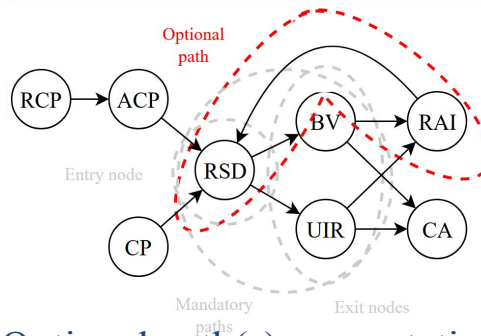 Optional
path
RCP
ACP
BV
RAI
Entry node
RSD
CP
UIR
CA
Mandatory
paths
Exit nodes